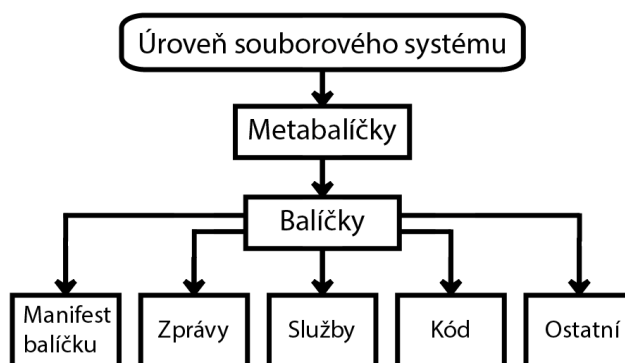 Úroveň souborového systému
Metabalíčky
Balíčky
Manifest
balíčku
Zprávy
Služby
Kód
Ostatní